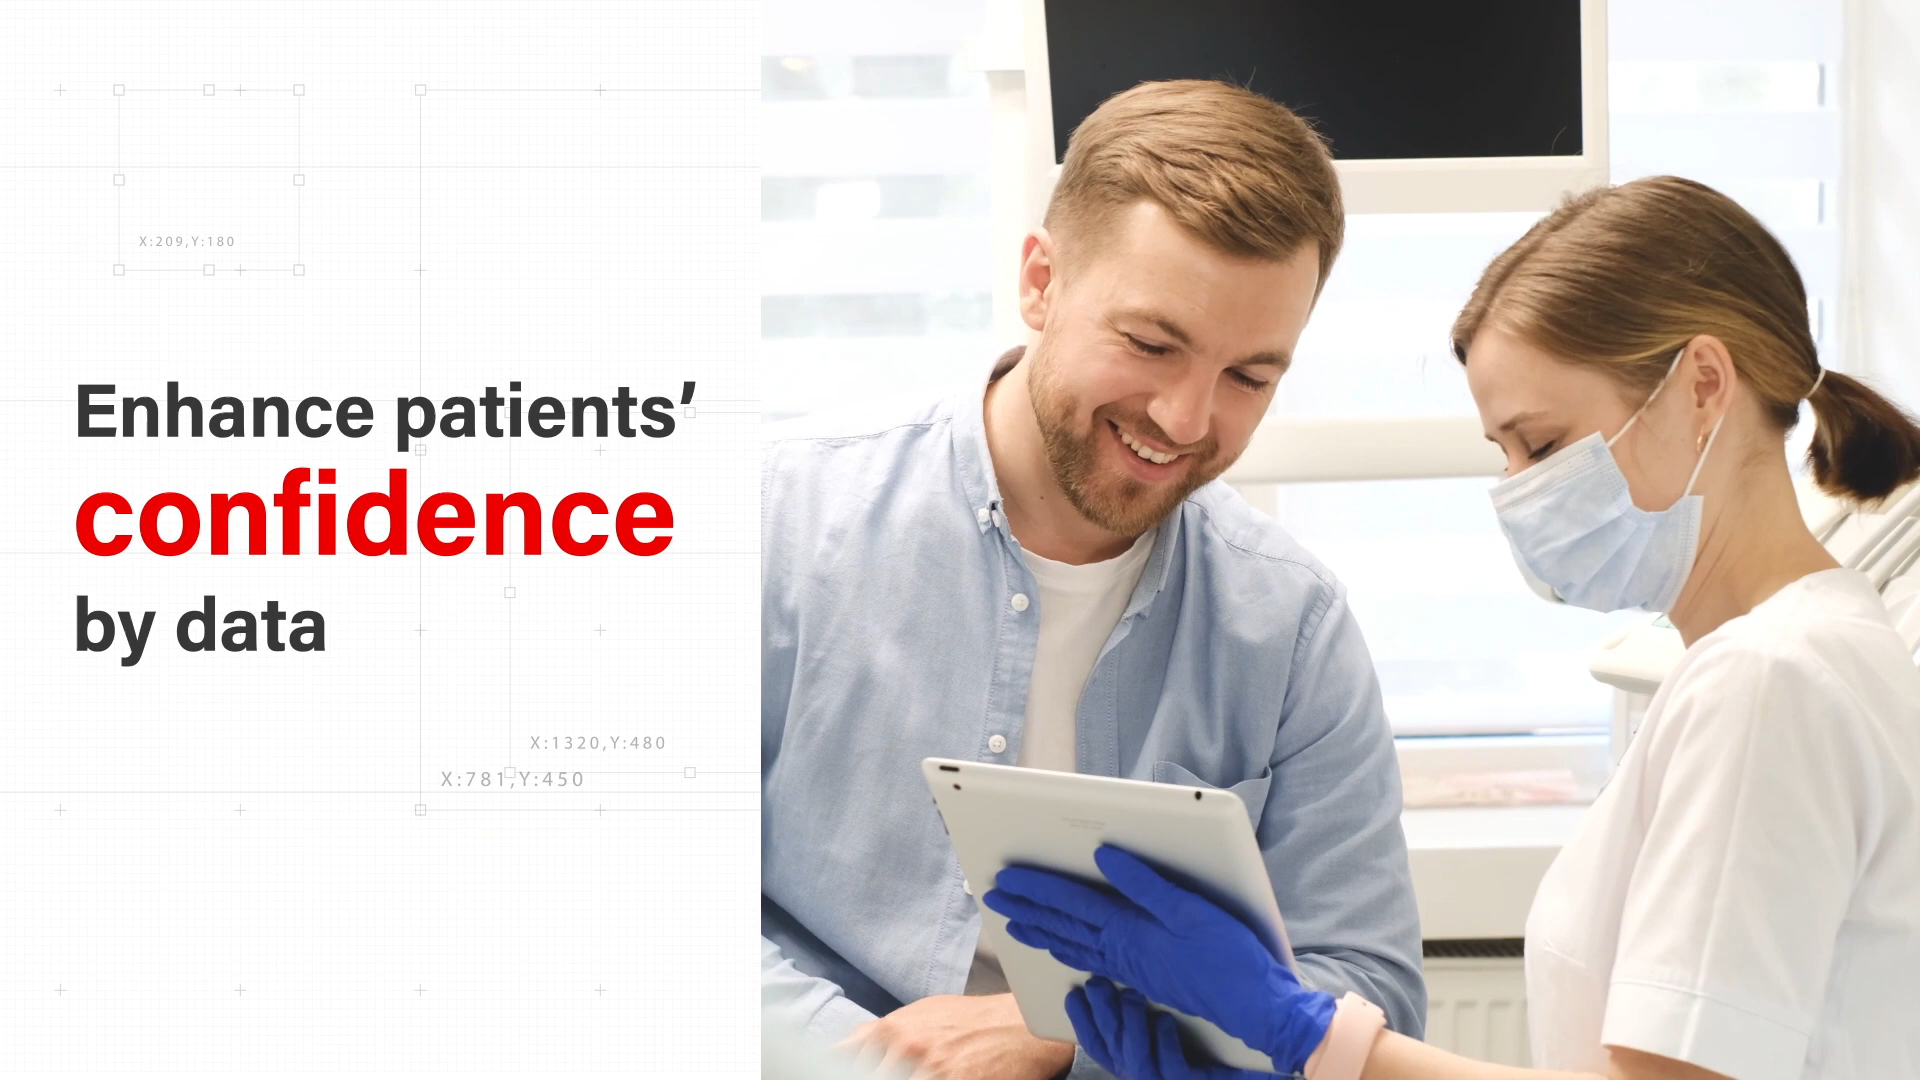 X:209,Y:180
Enhance patients’
confidence
by data
X:1320,Y:480
X:781,Y:450